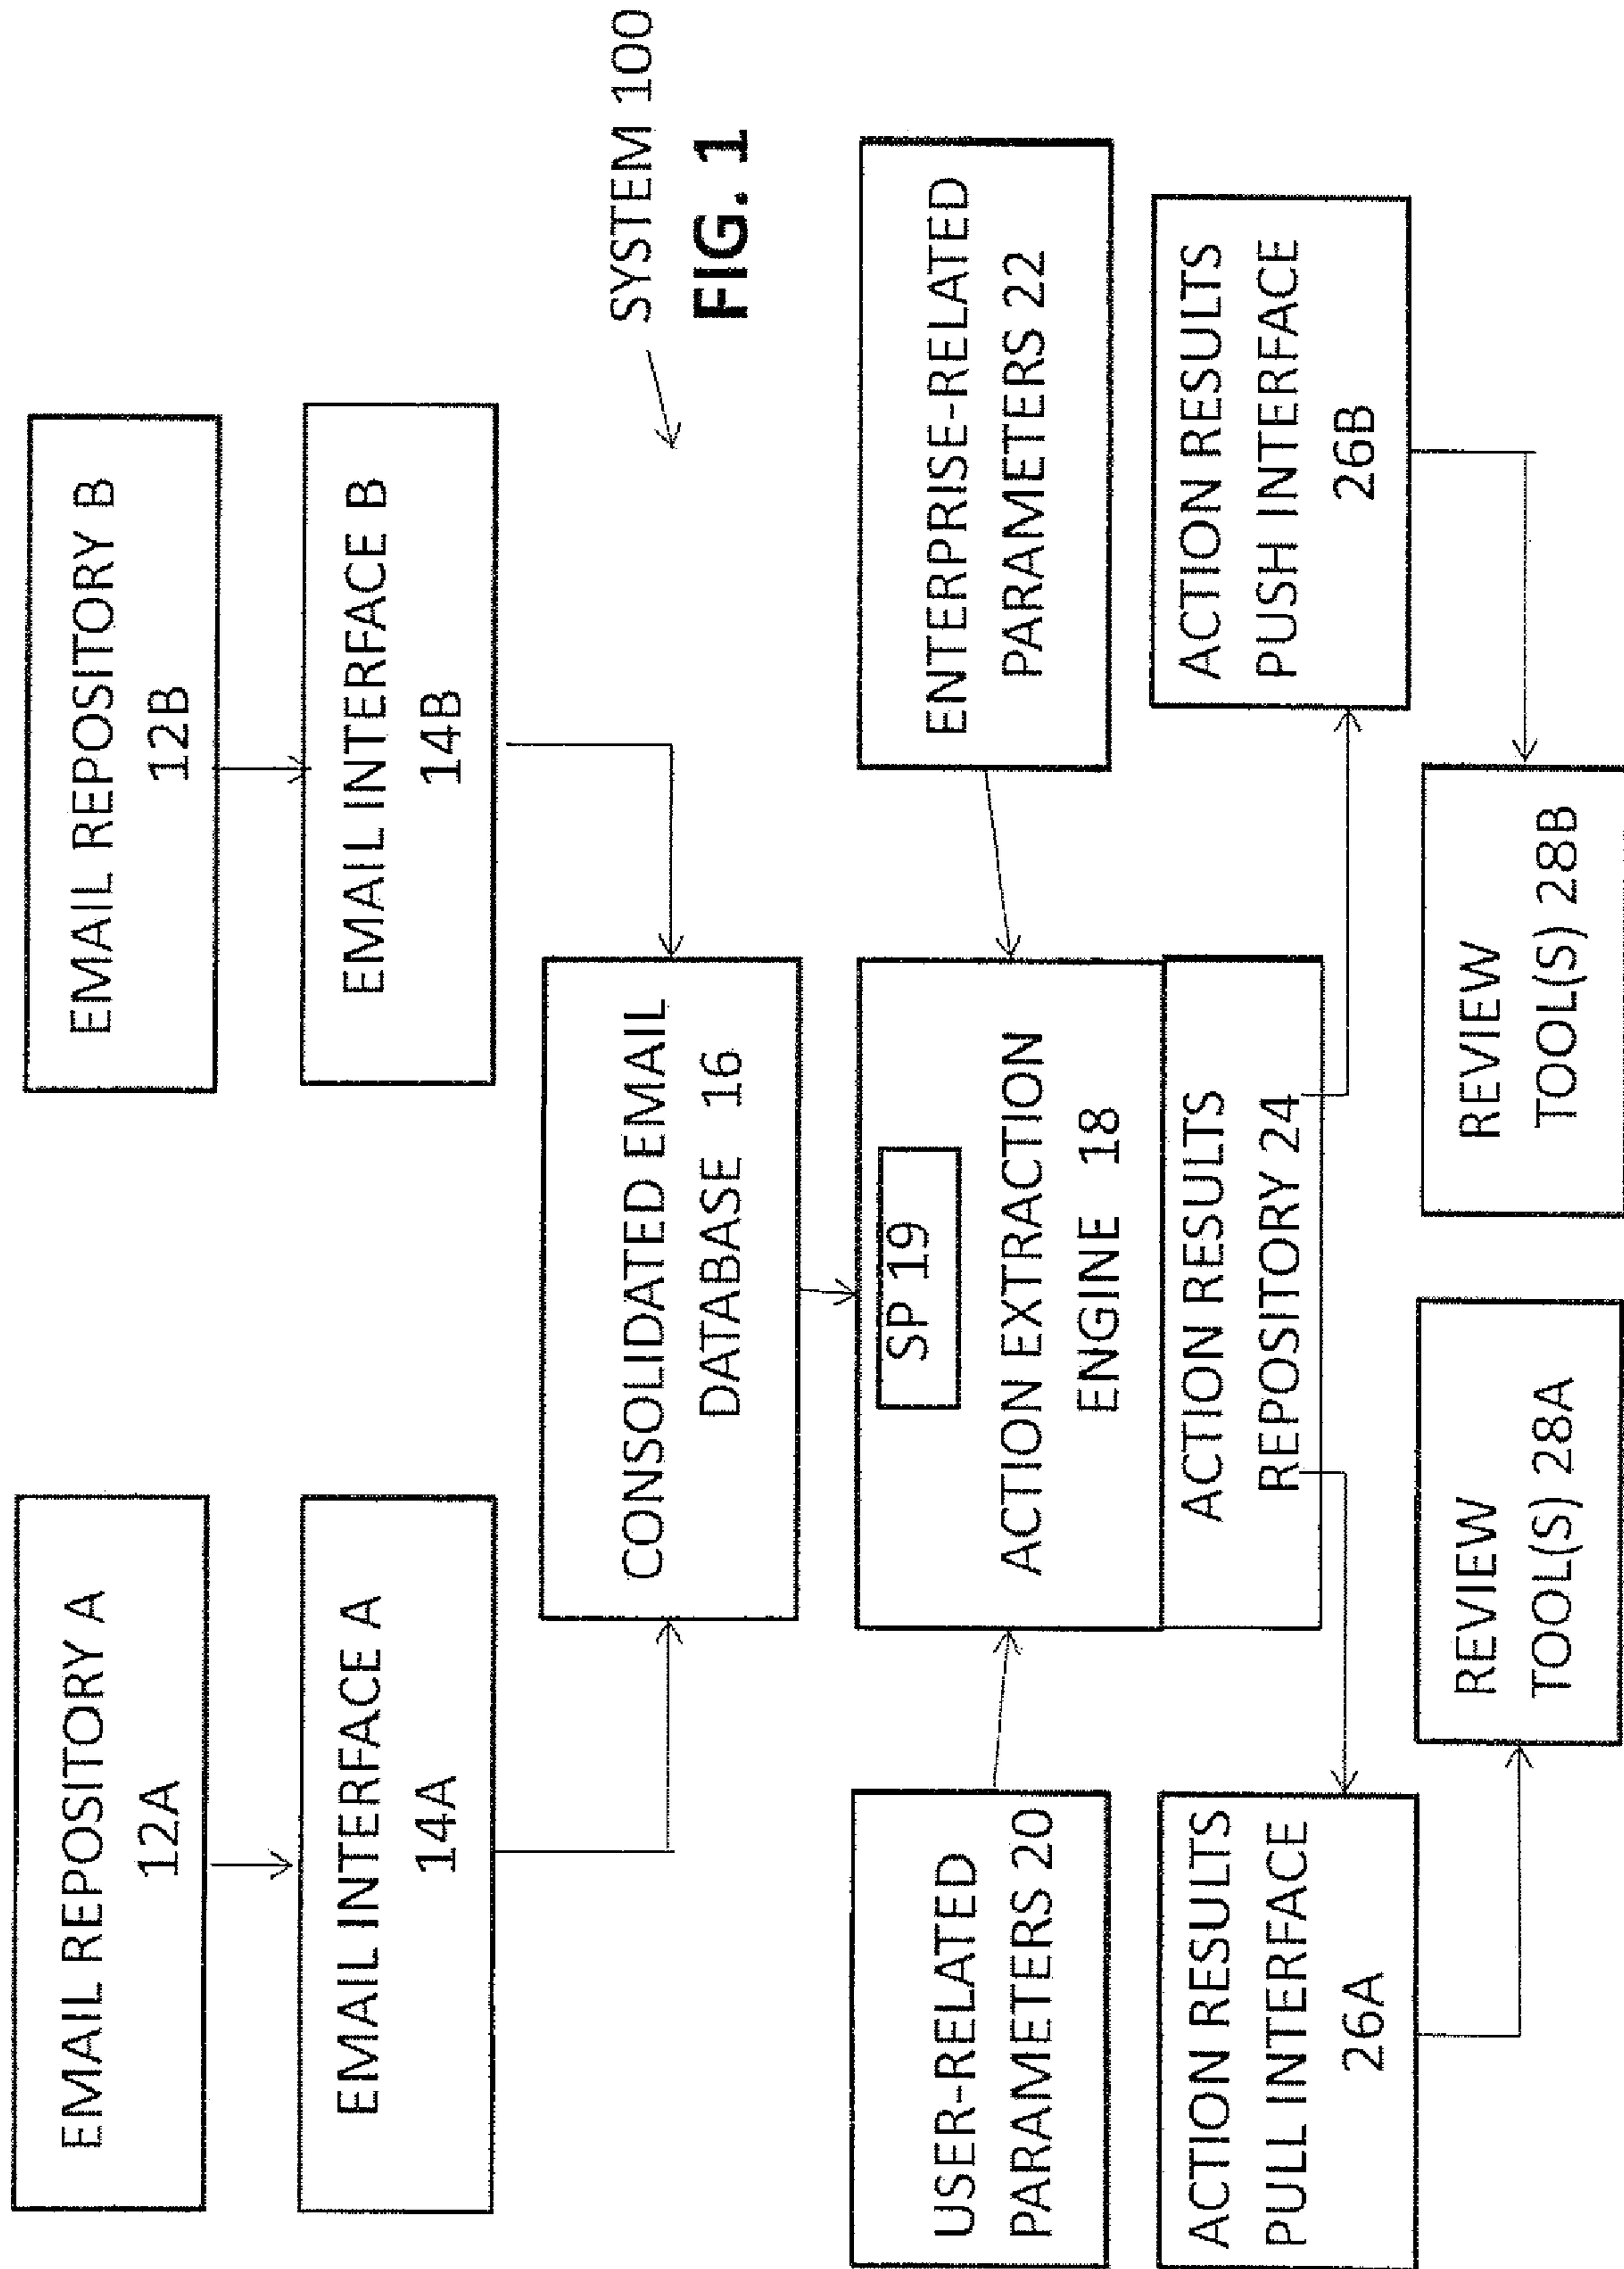 EMAIL REPOSITORY A
12A
EMAIL REPOSITORY B
12B
EMAIL INTERFACE A
14A
EMAIL INTERFACE B
14B
CONSOLIDATED EMAIL
DATABASE 16
SYSTEM 100
FIG. 1
SP 19
ACTION EXTRACTION
ENGINE 18
USER-RELATED
PARAMETERS 20
ENTERPRISE-RELATED
PARAMETERS 22
ACTION RESULTS
REPOSITORY 24
ACTION RESULTS
PULL INTERFACE
26A
ACTION RESULTS
PUSH INTERFACE
26B
REVIEW
TOOL(S) 28A
REVIEW
TOOL(S) 28B